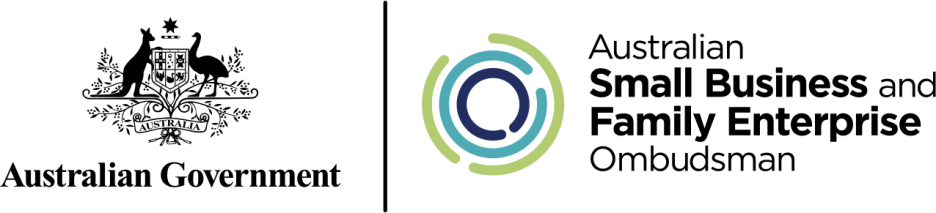 AUSTRALIA
Australian Government
Australian
Small Business and
Family Enterprise
Ombudsman